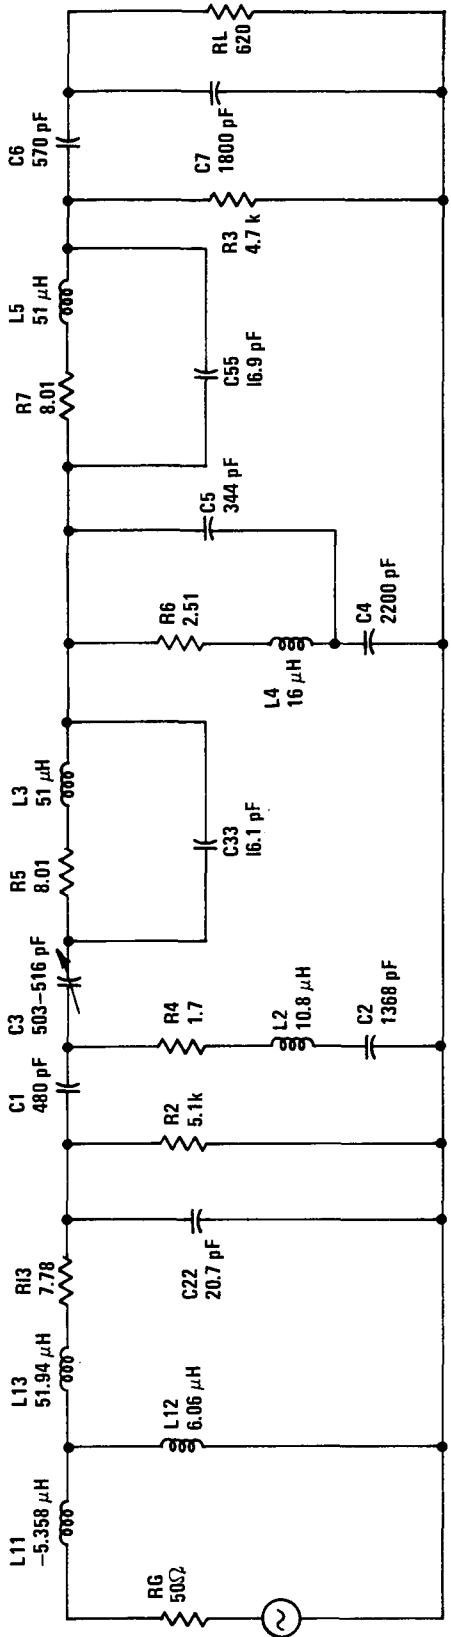 L11
−5.358 μH
RG
50Ω
L12
6.06 μH
L13
51.94 μH
RI3
7.78
C22
20.7 pF
R2
5.1k
C1
480 pF
R4
1.7
L2
10.8 μH
C2
1368 pF
C3
503–516 pF
R5
8.01
L3
51 μH
C33
I6.1 pF
R6
2.51
L4
16 μH
C4
2200 pF
C5
344 pF
R7
8.01
L5
51 μH
C55
I6.9 pF
R3
4.7 k
C6
570 pF
C7
1800 pF
RL
620